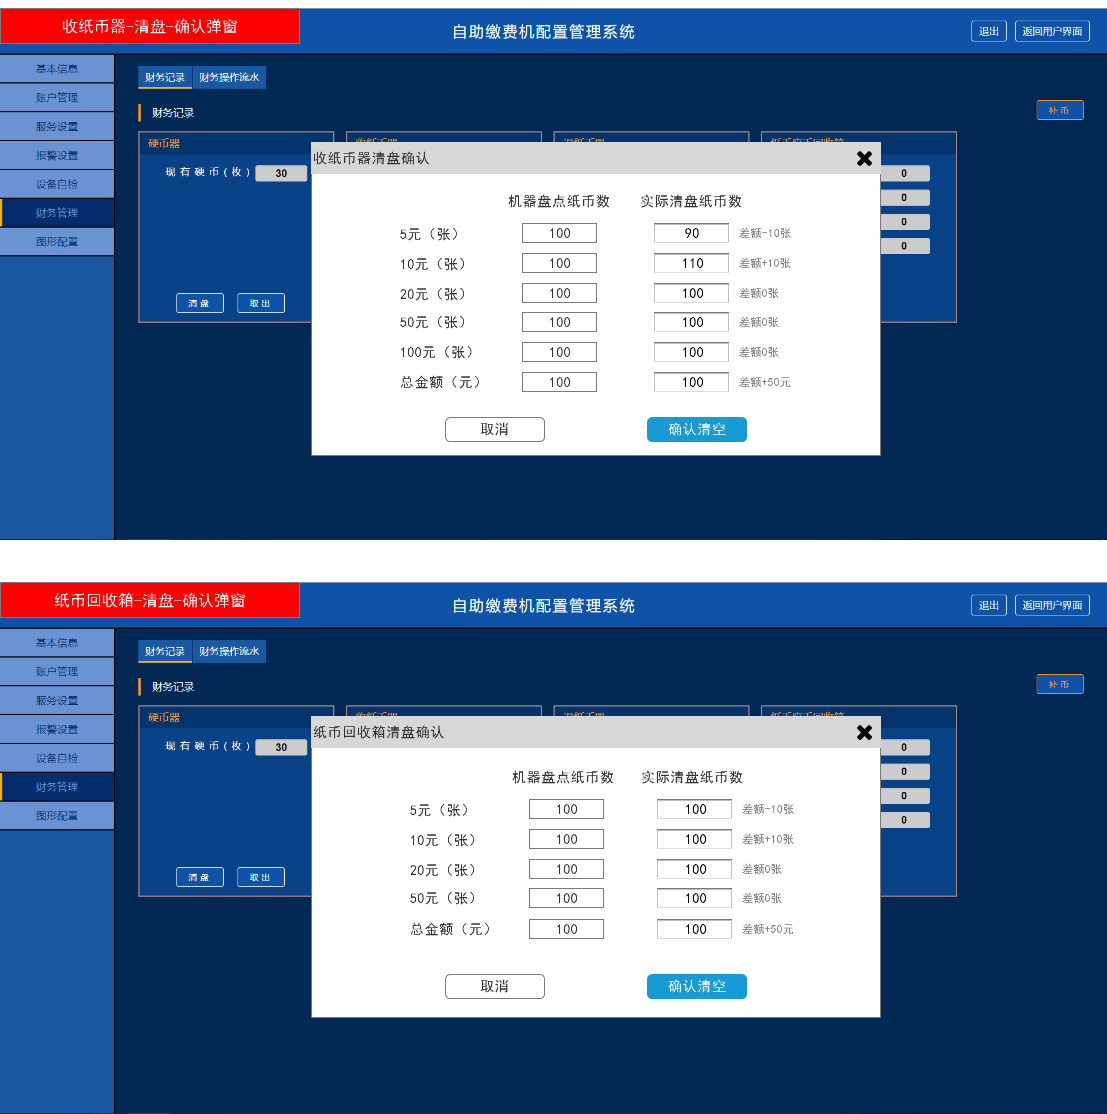 收纸币器-清盘-确认弹窗
自助缴费机配置管理系统
退出 返回用户界面
基本信息
账户管理
服务设置
报警设置
设备自检
财务管理
图形配置
财务记录 财务操作流水
财务记录
补 币
硬币器
现 有 硬 币 ( 枚 ) 30
清 盘 取 出
0
0
0
0
收纸币器清盘确认
机器盘点纸币数 实际清盘纸币数
5元（张） 100 90 差额-10张
10元（张） 100 110 差额+10张
20元（张） 100 100 差额0张
50元（张） 100 100 差额0张
100元（张） 100 100 差额0张
总金额（元） 100 100 差额+50元
取消 确认清空
纸币回收箱-清盘-确认弹窗
自助缴费机配置管理系统
退出 返回用户界面
基本信息
账户管理
服务设置
报警设置
设备自检
财务管理
图形配置
财务记录 财务操作流水
财务记录
补 币
硬币器
现 有 硬 币 ( 枚 ) 30
清 盘 取 出
0
0
0
0
纸币回收箱清盘确认
机器盘点纸币数 实际清盘纸币数
5元（张） 100 100 差额-10张
10元（张） 100 100 差额+10张
20元（张） 100 100 差额0张
50元（张） 100 100 差额0张
总金额（元） 100 100 差额+50元
取消 确认清空